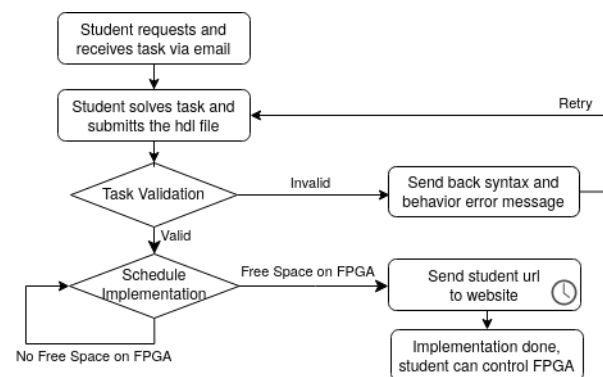 Student requests and
receives task via email
Student solves task and
submitts the hdl file
Retry
Task Validation
Invalid
Send back syntax and
behavior error message
Valid
Schedule
Implementation
Free Space on FPGA
Send student url
to website
No Free Space on FPGA
Implementation done,
student can control FPGA